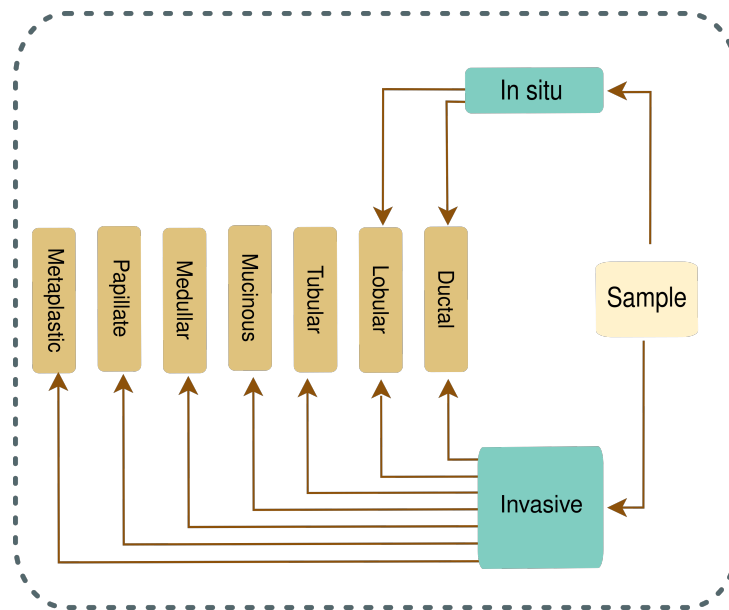 In situ
Metaplastic
Papillate
Medullar
Mucinous
Tubular
Lobular
Ductal
Sample
Invasive